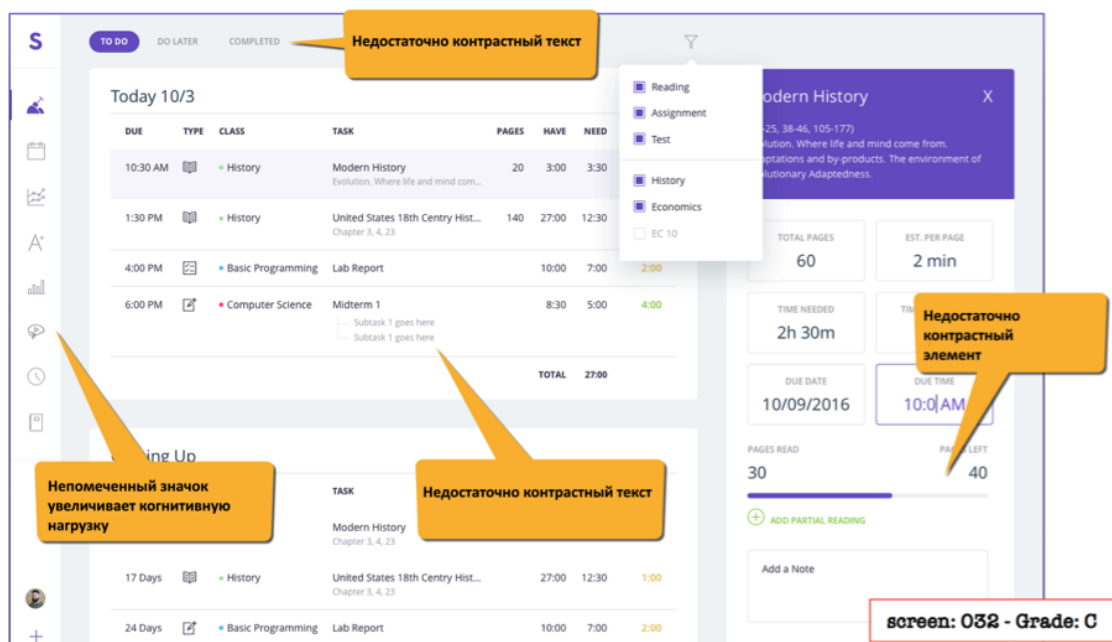 S
TO DO DO LATER COMPLETED
Недостаточно контрастный текст
Today 10/3
DUE TYPE CLASS TASK PAGES HAVE NEED
10:30 AM History Modern History 20 3:00 3:30
Evolution. Where life and mind com...
1:30 PM History United States 18th Centry Hist... 140 27:00 12:30
Chapter 3, 4, 23
4:00 PM Basic Programming Lab Report 10:00 7:00 2:00
6:00 PM Computer Science Midterm 1 8:30 5:00 4:00
Subtask 1 goes here
Subtask 1 goes here
TOTAL 27:00
Reading
Assignment
Test
History
Economics
EC 10
odern History X
-25, 38-46, 105-177)
lution. Where life and mind come from.
aptations and by-products. The environment of
lutionary Adaptedness.
TOTAL PAGES
60
EST. PER PAGE
2 min
TIME NEEDED
2h 30m
Недостаточно
контрастный
элемент
DUE DATE
10/09/2016
DUE TIME
10:0 AM
PAGES READ
30
LEFT
40
ADD PARTIAL READING
Add a Note
Непомеченный значок
увеличивает когнитивную
нагрузку
Недостаточно контрастный текст
Up
TASK
Modern History
Chapter 3, 4, 23
17 Days History United States 18th Centry Hist... 27:00 12:30 1:00
Chapter 3, 4, 23
24 Days Basic Programming Lab Report 10:00 7:00 2:00
screen: 032 - Grade: C